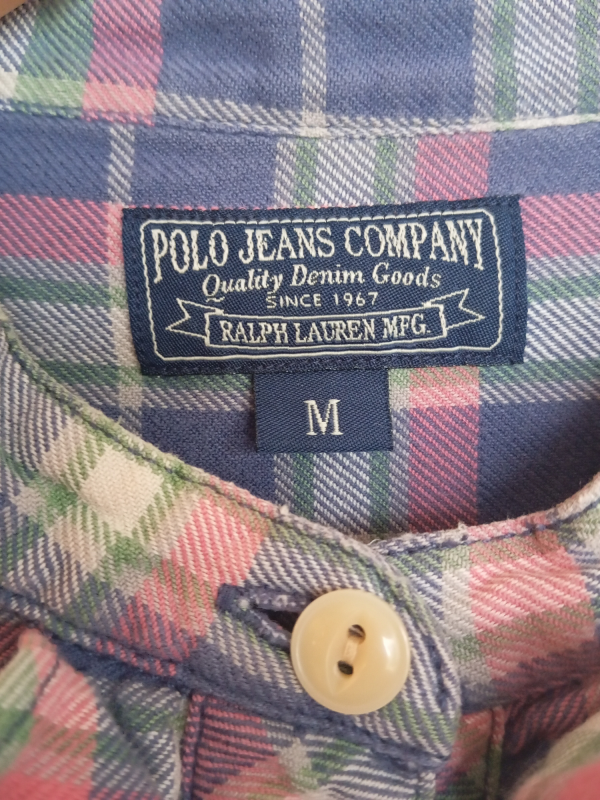 POLO JEANS COMPANY
Quality Denim Goods
SINCE 1967
RALPH LAUREN MFG.
M